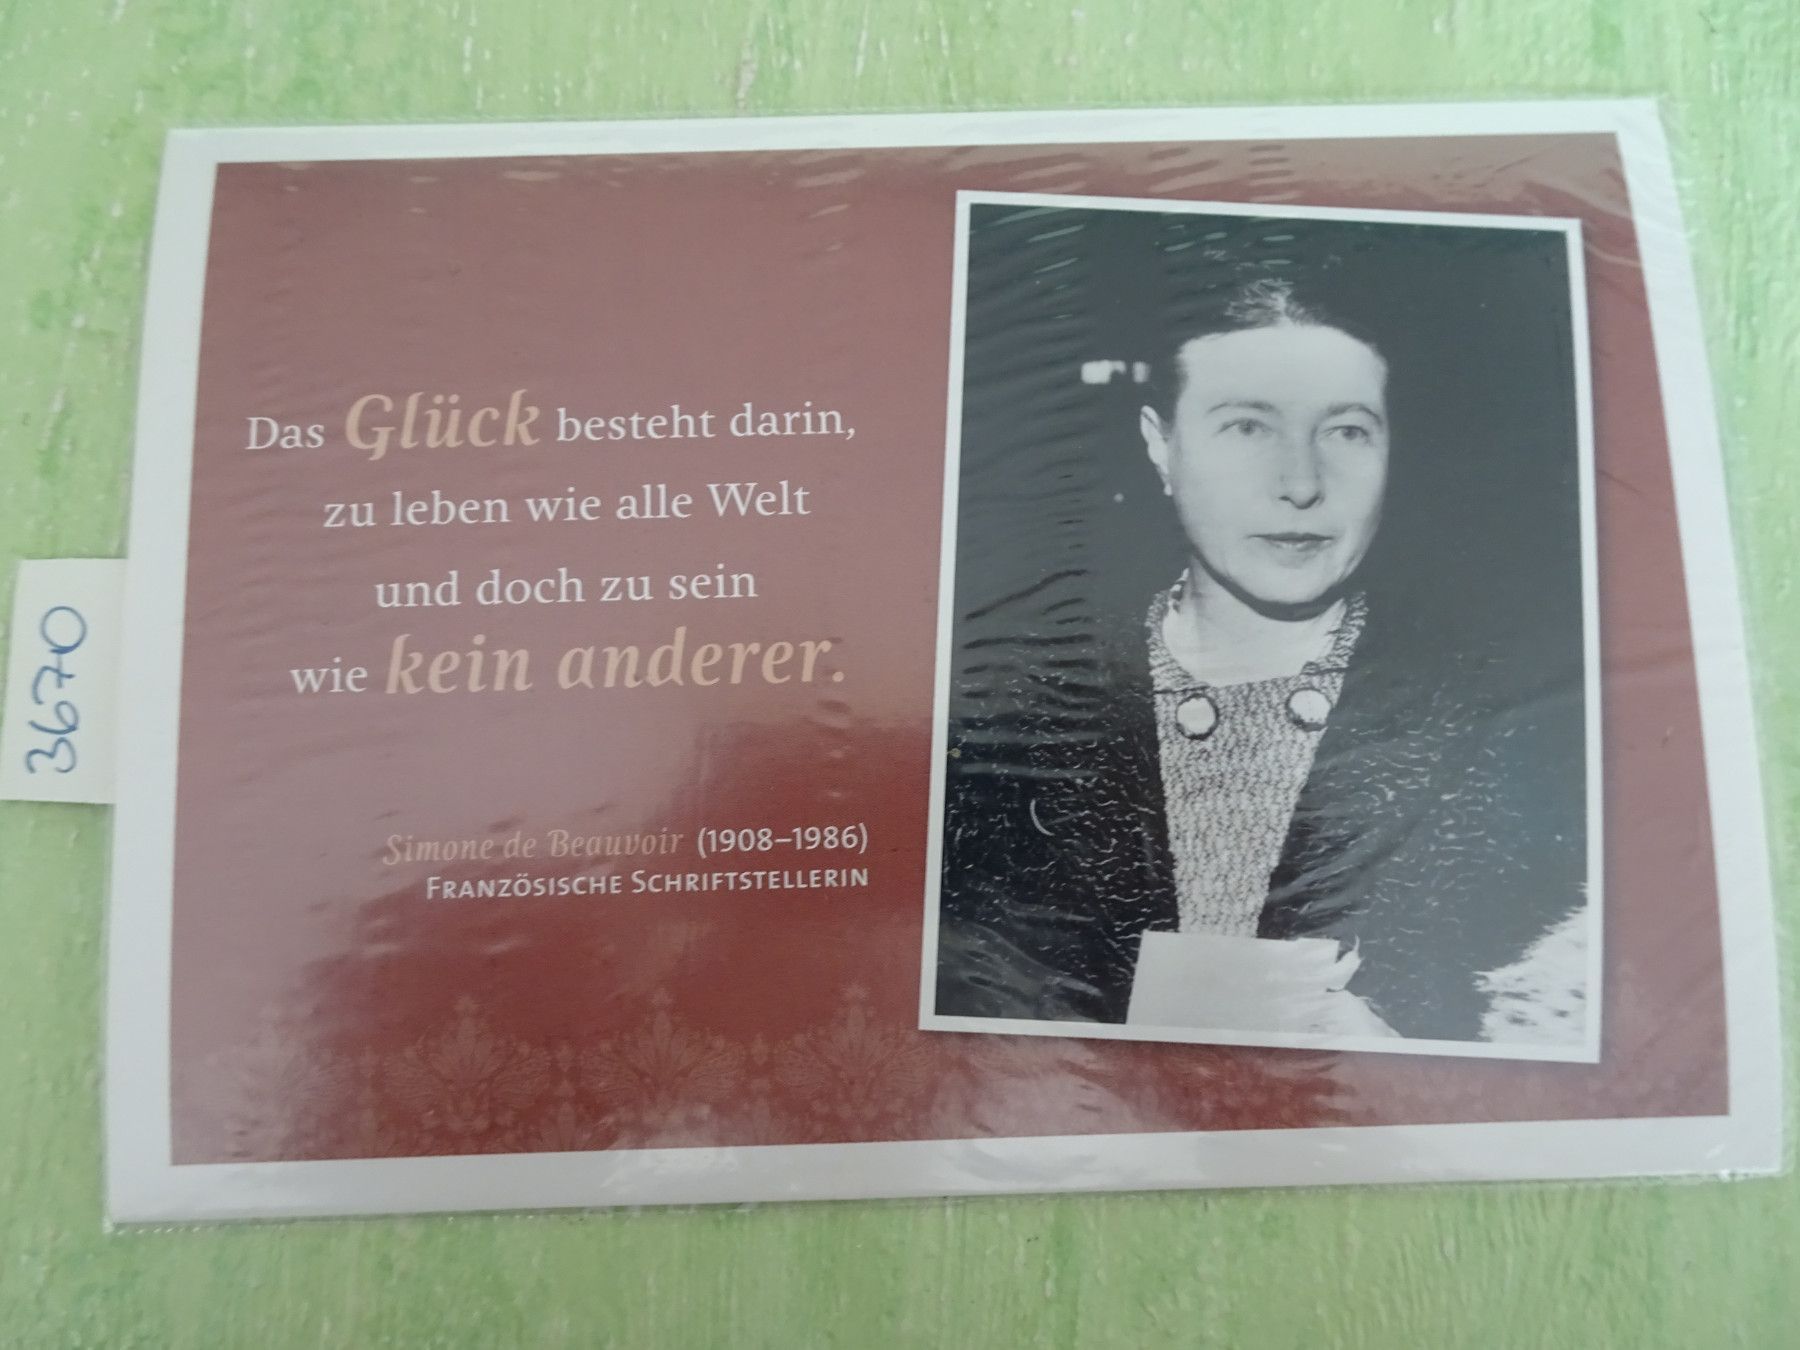 Das Glück besteht darin,
zu leben wie alle Welt
und doch zu sein
wie kein anderer.
Simone de Beauvoir (1908–1986)
FRANZÖSISCHE SCHRIFTSTELLERIN
3670